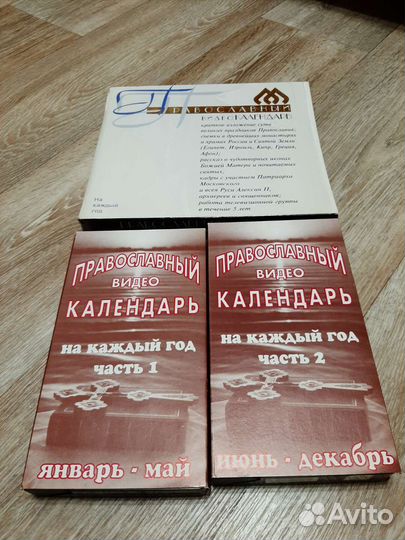 ПРАВОСЛАВНЫЙ
ВИДЕОКАЛЕНДАРЬ
краткое изложение сути
великих праздников Православия;
съемки в древнейших монастырях
и храмах России и Святой Земли
(Египет, Израиль, Кипр, Греция,
Афон);
рассказ о чудотворных иконах
Божией Матери и почитаемых
святых,
кадры с участием Патриарха
Московского
и всея Руси Алексия II,
архиереев и священников;
работа телевизионной группы
в течение 5 лет
На
каждый
год
ПРАВОСЛАВНЫЙ
ВИДЕО
КАЛЕНДАРЬ
на каждый год
часть 1
январь - май
ПРАВОСЛАВНЫЙ
ВИДЕО
КАЛЕНДАРЬ
на каждый год
часть 2
июнь - декабрь
Avito